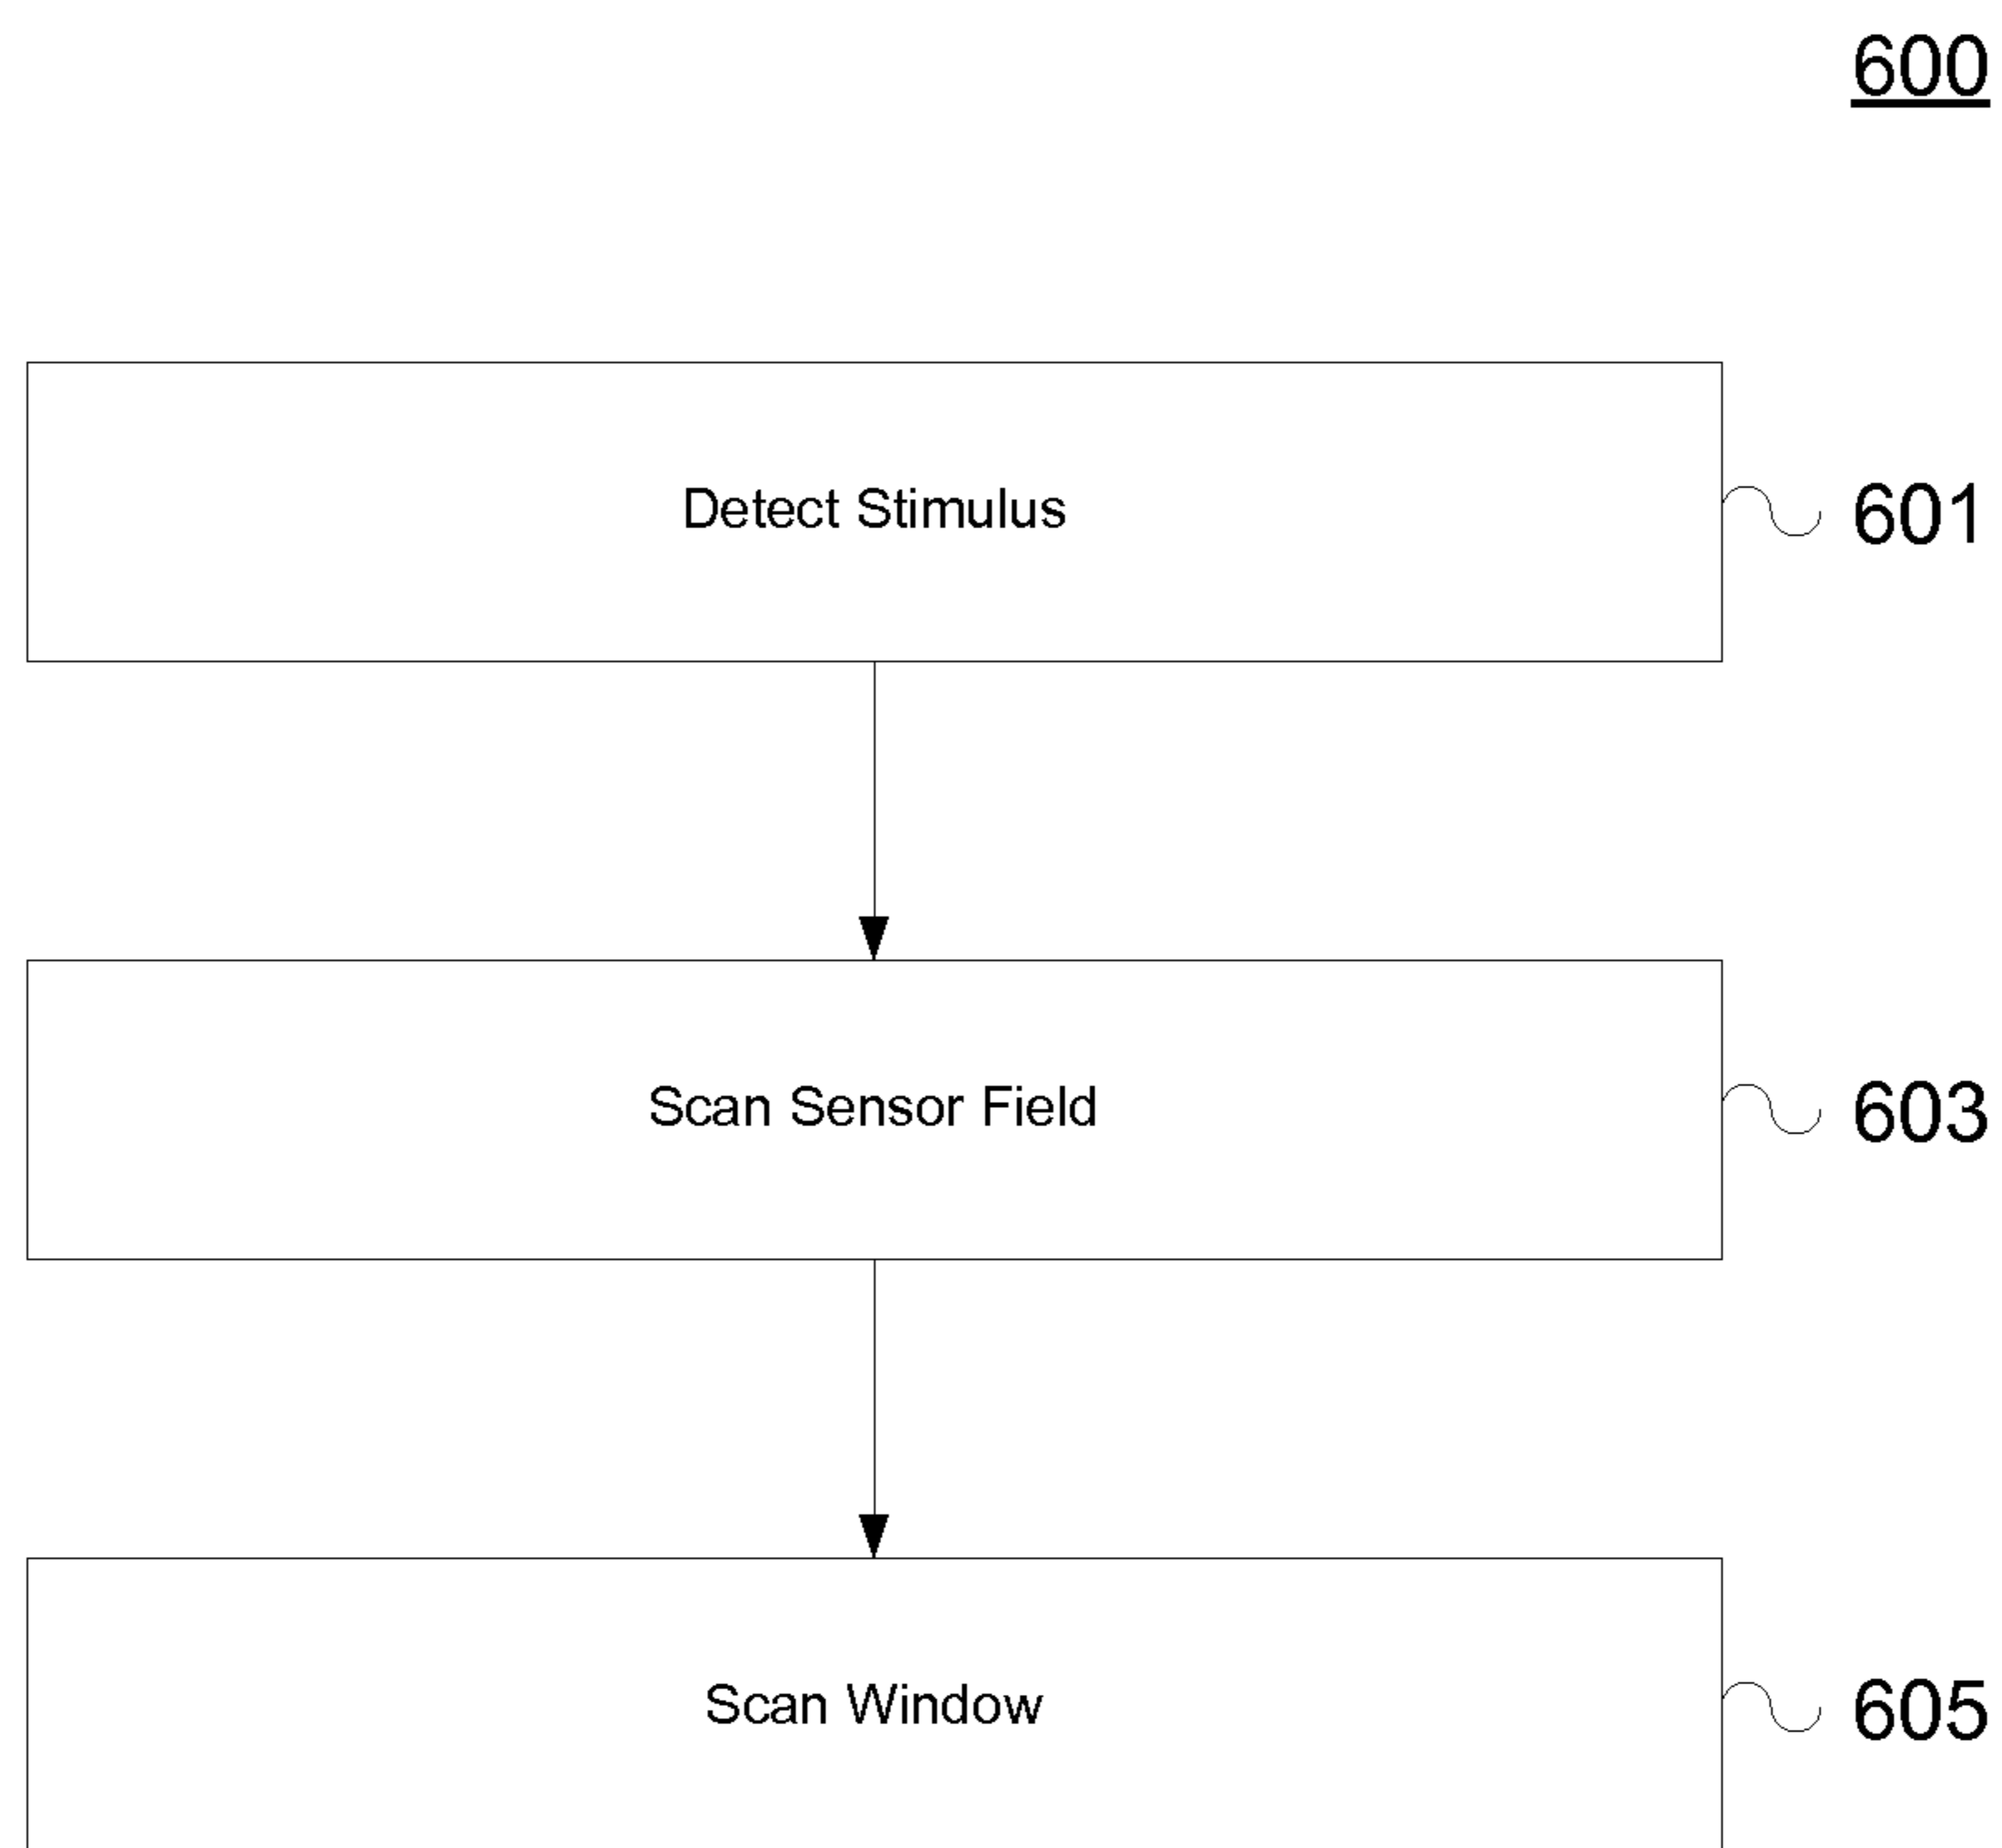 600
Detect Stimulus
601
Scan Sensor Field
603
Scan Window
605